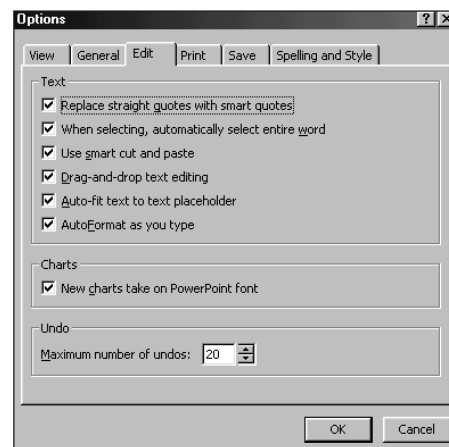 Options
View General Edit Print Save Spelling and Style
Text
Replace straight quotes with smart quotes
When selecting, automatically select entire word
Use smart cut and paste
Drag-and-drop text editing
Auto-fit text to text placeholder
AutoFormat as you type
Charts
New charts take on PowerPoint font
Undo
Maximum number of undos: 20
OK Cancel